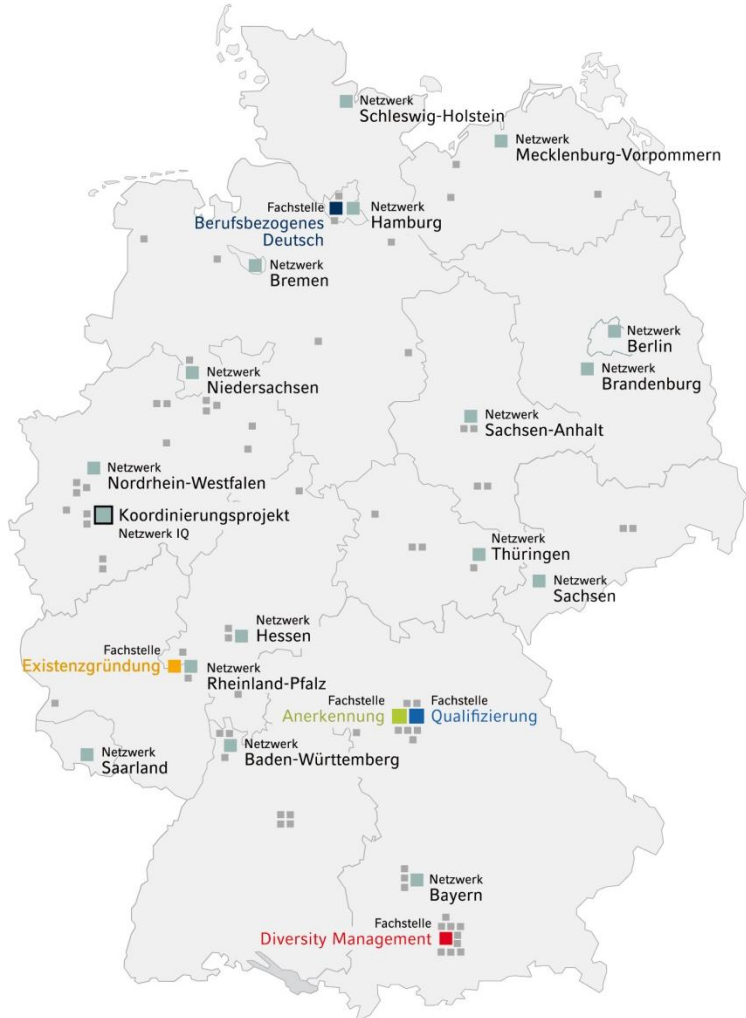 Netzwerk
Schleswig-Holstein
Netzwerk
Mecklenburg-Vorpommern
Fachstelle
Berufsbezogenes
Deutsch
Netzwerk
Hamburg
Netzwerk
Bremen
Netzwerk
Berlin
Netzwerk
Brandenburg
Netzwerk
Niedersachsen
Netzwerk
Sachsen-Anhalt
Netzwerk
Nordrhein-Westfalen
Koordinierungsprojekt
Netzwerk IQ
Netzwerk
Thüringen
Netzwerk
Sachsen
Netzwerk
Hessen
Fachstelle
Existenzgründung
Netzwerk
Rheinland-Pfalz
Fachstelle
Anerkennung
Fachstelle
Qualifizierung
Netzwerk
Saarland
Netzwerk
Baden-Württemberg
Netzwerk
Bayern
Fachstelle
Diversity Management